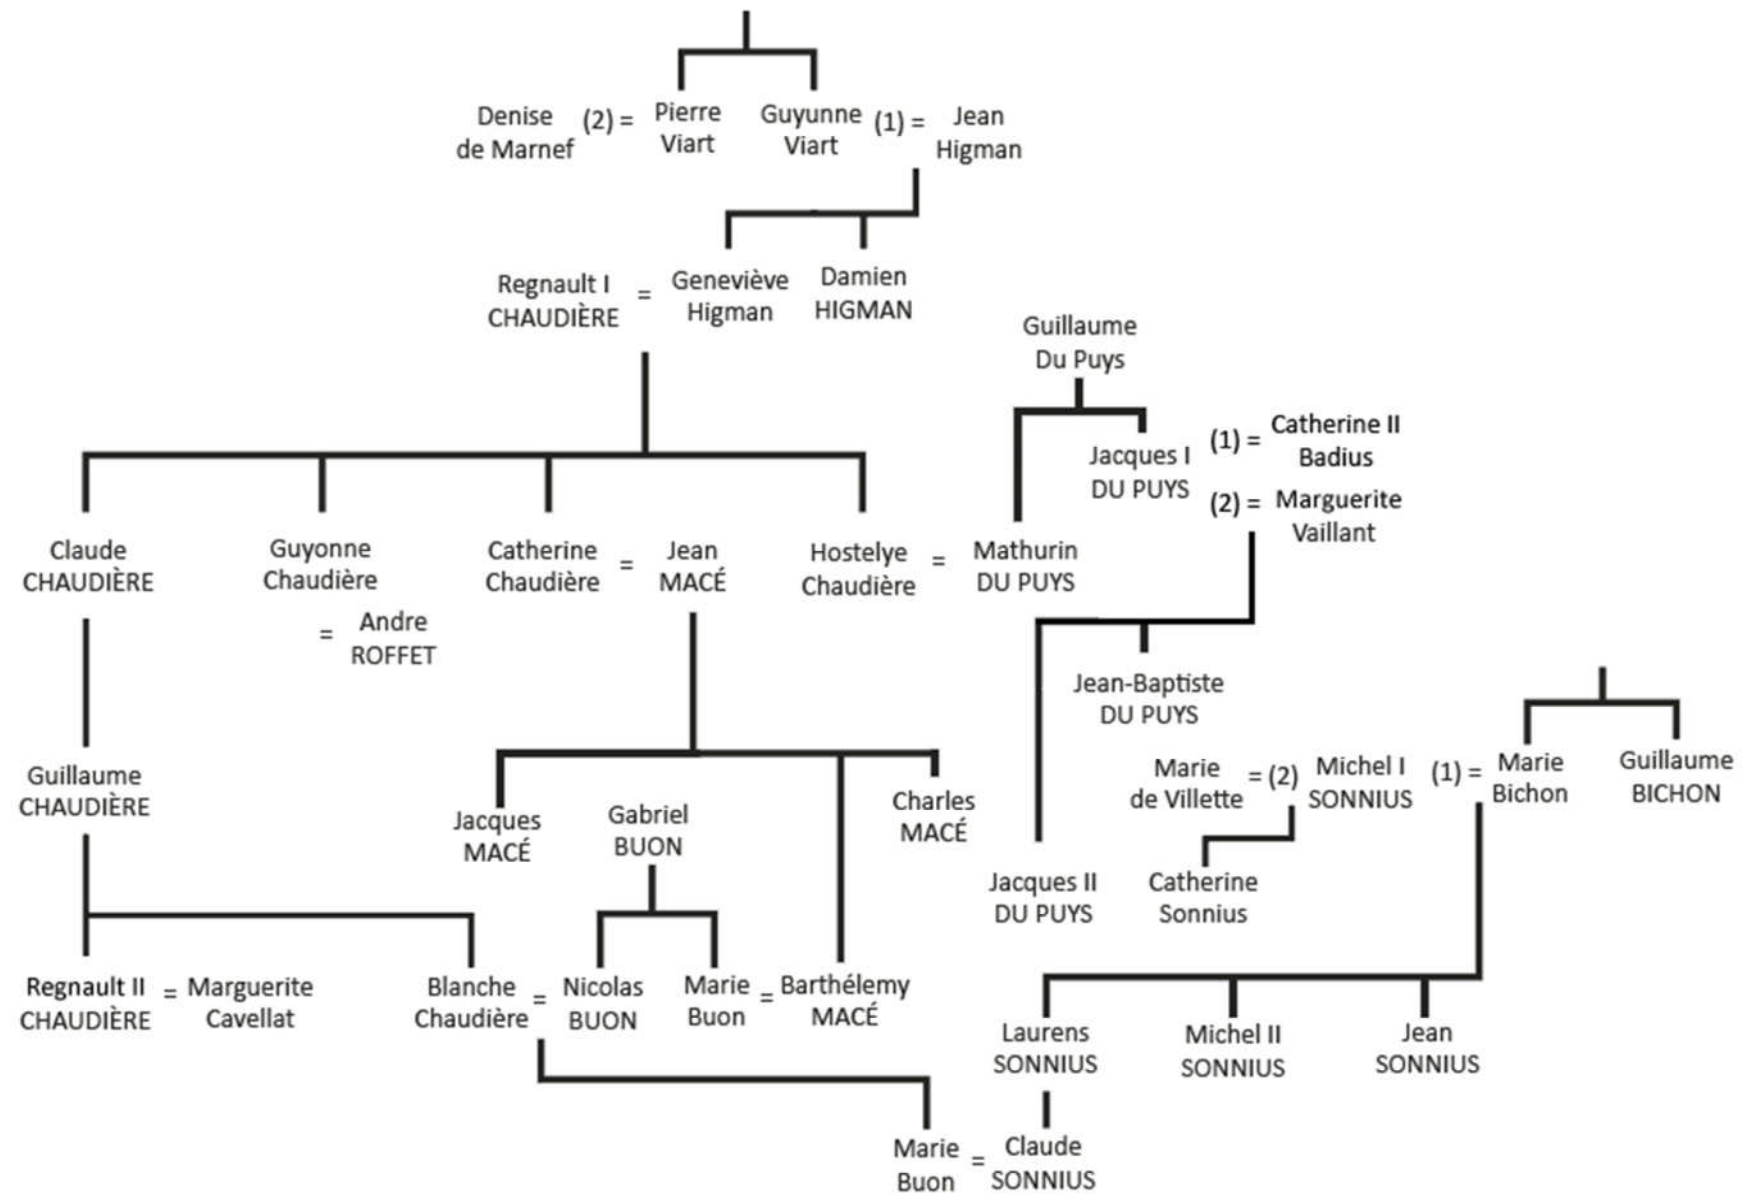 Denise
de Marnef
(2) =
Pierre
Viart
Guyunne
Viart
(1) =
Jean
Higman
Regnault I
CHAUDIÈRE
=
Geneviève
Higman
Damien
HIGMAN
Guillaume
Du Puys
Jacques I
DU PUYS
(1) =
Catherine II
Badius
(2) =
Marguerite
Vaillant
Claude
CHAUDIÈRE
Guyonne
Chaudière
=
Andre
ROFFET
Catherine
Chaudière
=
Jean
MACÉ
Hostelye
Chaudière
=
Mathurin
DU PUYS
Jean-Baptiste
DU PUYS
Guillaume
CHAUDIÈRE
Jacques
MACÉ
Gabriel
BUON
Charles
MACÉ
Marie
de Villette
= (2)
Michel I
SONNIUS
(1) =
Marie
Bichon
Guillaume
BICHON
Jacques II
DU PUYS
Catherine
Sonnius
Regnault II
CHAUDIÈRE
=
Marguerite
Cavellat
Blanche
Chaudière
=
Nicolas
BUON
Marie
Buon
=
Barthélemy
MACÉ
Laurens
SONNIUS
Michel II
SONNIUS
Jean
SONNIUS
Marie
Buon
=
Claude
SONNIUS